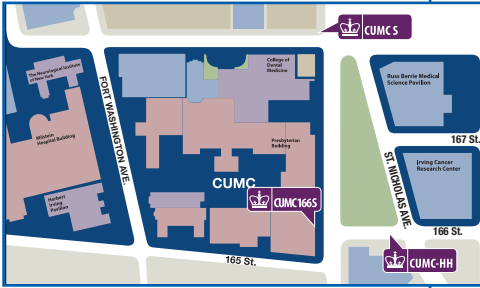 CUMC S
College of
Dental
Medicine
The Neurological Institute
of New York
Russ Berrie Medical
Science Pavilion
FORT WASHINGTON AVE.
Milstein
Hospital Building
Presbyterian
Building
167 St.
ST. NICHOLAS AVE.
Irving Cancer
Research Center
CUMC
Herbert
Irving
Pavilion
CUMC166S
166 St.
165 St.
CUMC-HH